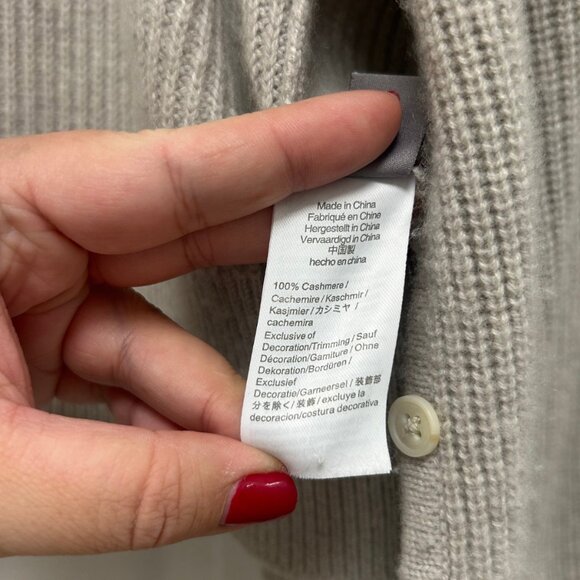 Made in China
Fabriqué en Chine
Hergestellt in China
Vervaardigd in China
中国製
hecho en china
100% Cashmere /
Cachemire / Kaschmir /
Kasjmier / カシミヤ /
cachemira
Exclusive of
Decoration/Trimming / Sauf
Décoration/Garniture / Ohne
Dekoration/Bordüren /
Exclusief
Decoratie/Garneersel / 装飾部
分を除く / 装飾 / excluye la
decoracion/costura decorativa